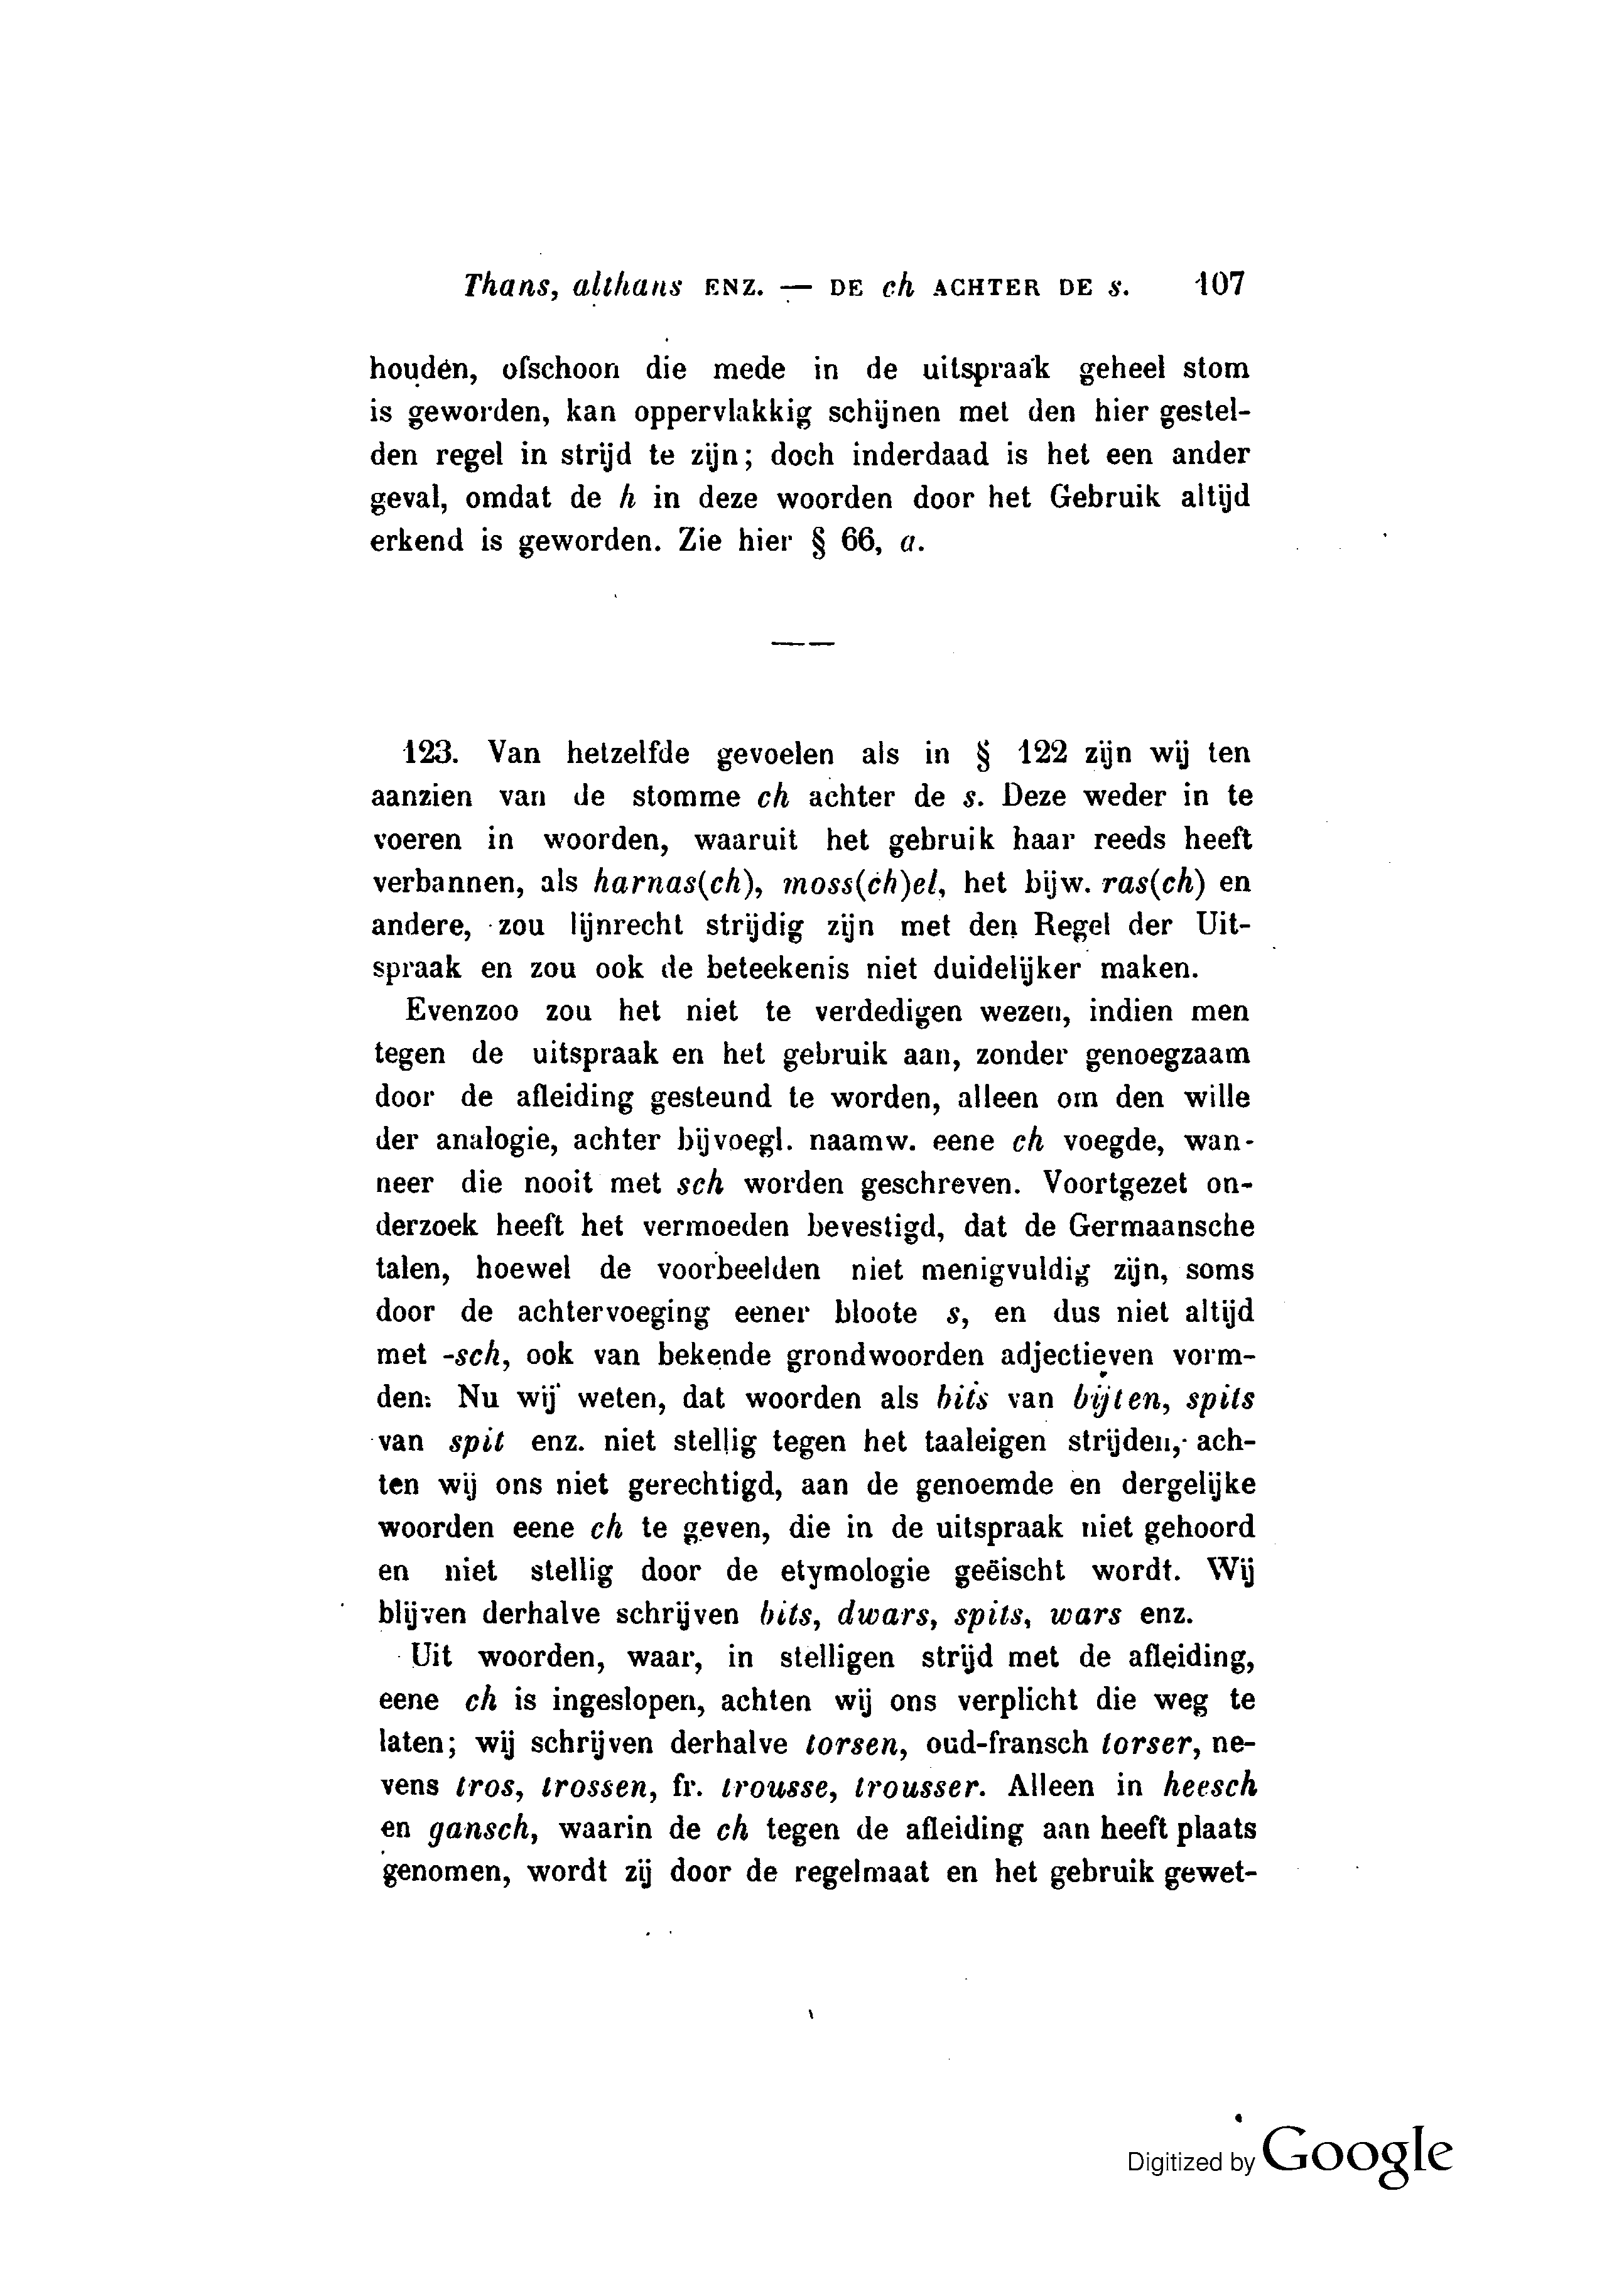 Thans, althans ENZ. — DE ch ACHTER DE s. 107
houden, ofschoon die mede in de uitspraak geheel stom
is geworden, kan oppervlakkig schijnen met den hier gestel-
den regel in strijd te zijn; doch inderdaad is het een ander
geval, omdat de h in deze woorden door het Gebruik altijd
erkend is geworden. Zie hier § 66, a.
123. Van hetzelfde gevoelen als in § 122 zijn wij ten
aanzien van de stomme ch achter de s. Deze weder in te
voeren in woorden, waaruit het gebruik haar reeds heeft
verbannen, als harnas(ch), moss(ch)el, het bijw. ras(ch) en
andere, zou lijnrecht strijdig zijn met den Regel der Uit-
spraak en zou ook de beteekenis niet duidelijker maken.
Evenzoo zou het niet te verdedigen wezen, indien men
tegen de uitspraak en het gebruik aan, zonder genoegzaam
door de afleiding gesteund te worden, alleen om den wille
der analogie, achter bijvoegl. naamw. eene ch voegde, wan-
neer die nooit met sch worden geschreven. Voortgezet on-
derzoek heeft het vermoeden bevestigd, dat de Germaansche
talen, hoewel de voorbeelden niet menigvuldig zijn, soms
door de achtervoeging eener bloote s, en dus niet altijd
met -sch, ook van bekende grondwoorden adjectieven vorm-
den. Nu wij weten, dat woorden als bits van bijten, spits
van spit enz. niet stellig tegen het taaleigen strijden, ach-
ten wij ons niet gerechtigd, aan de genoemde en dergelijke
woorden eene ch te geven, die in de uitspraak niet gehoord
en niet stellig door de etymologie geëischt wordt. Wij
blijven derhalve schrijven bits, dwars, spits, wars enz.
Uit woorden, waar, in stelligen strijd met de afleiding,
eene ch is ingeslopen, achten wij ons verplicht die weg te
laten; wij schrijven derhalve torsen, oud-fransch torser, ne-
vens tros, trossen, fr. trousse, trousser. Alleen in heesch
en gansch, waarin de ch tegen de afleiding aan heeft plaats
genomen, wordt zij door de regelmaat en het gebruik gewet-
Digitized by Google